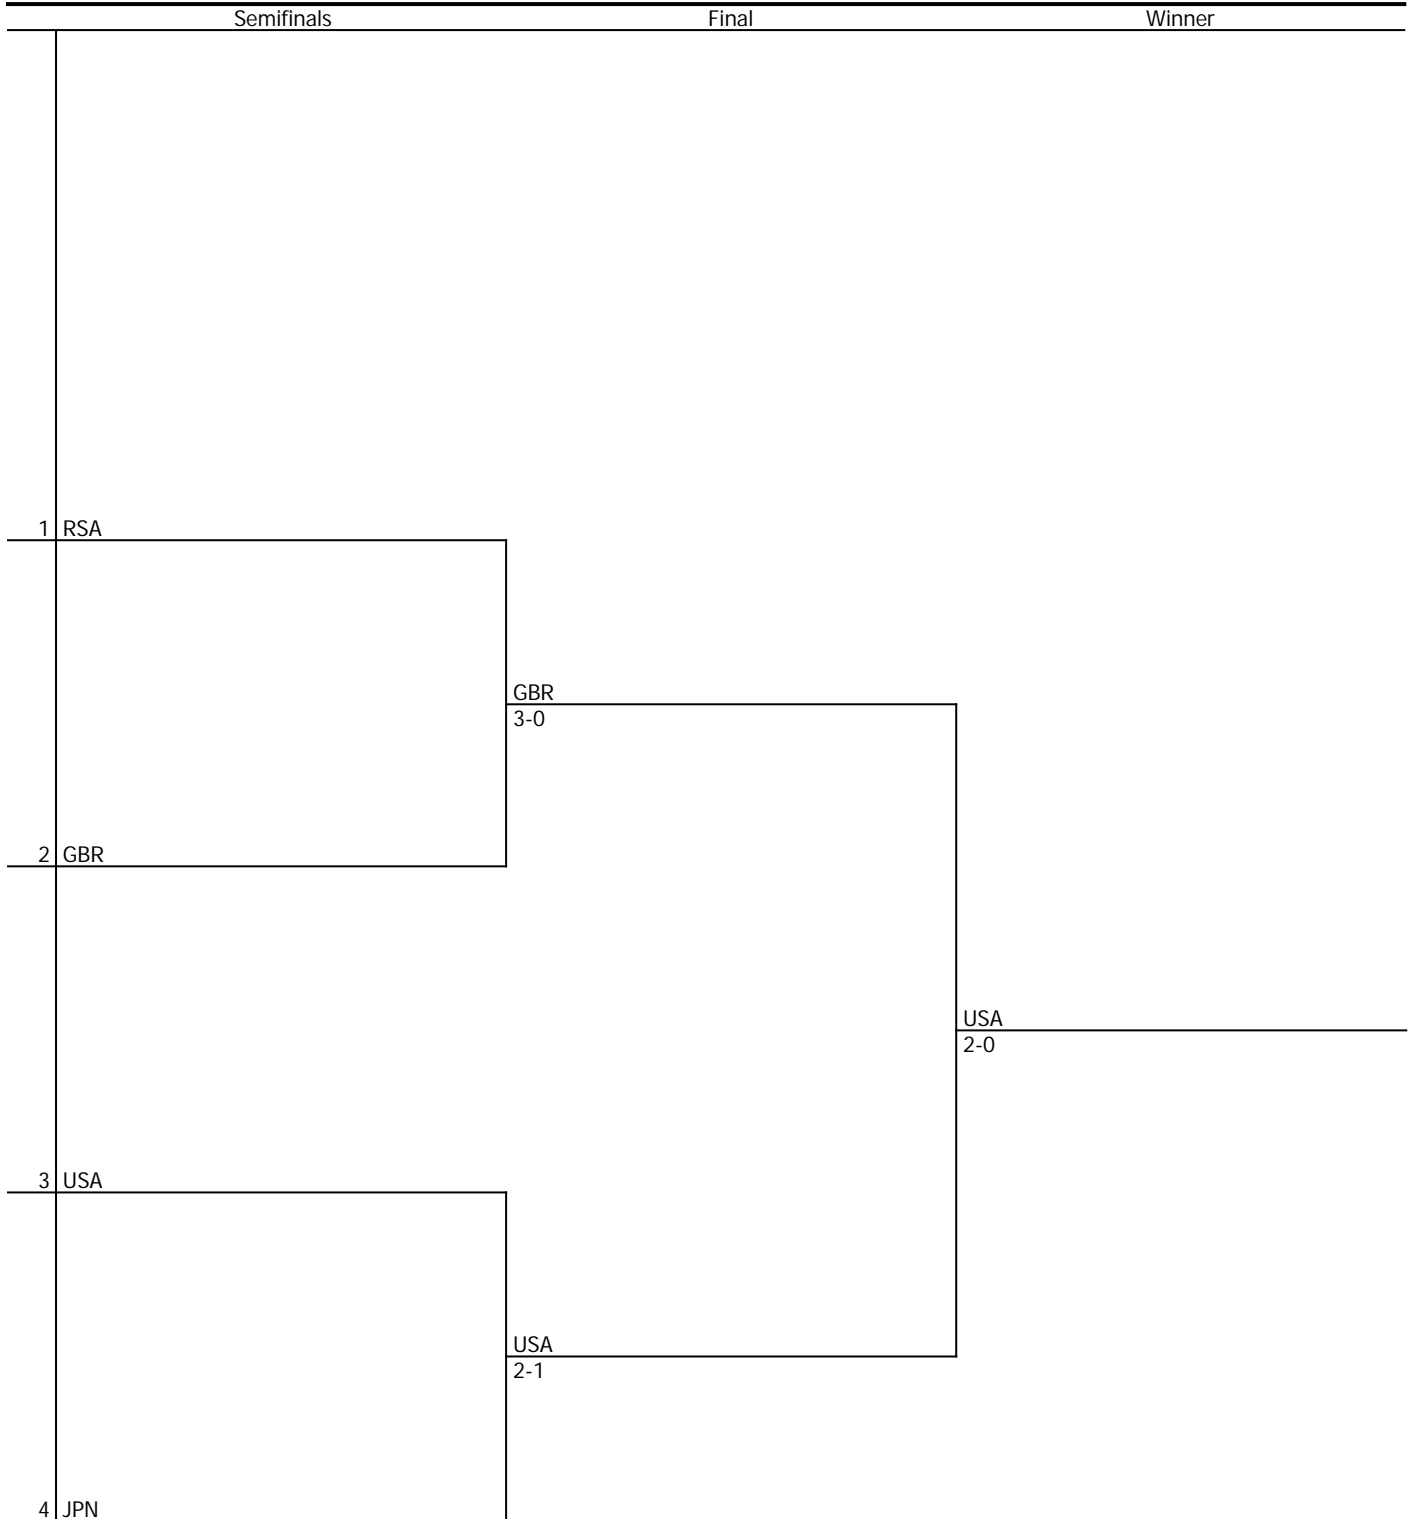 Semifinals Final Winner
1 RSA
GBR
3-0
2 GBR
USA
2-0
3 USA
USA
2-1
4 JPN